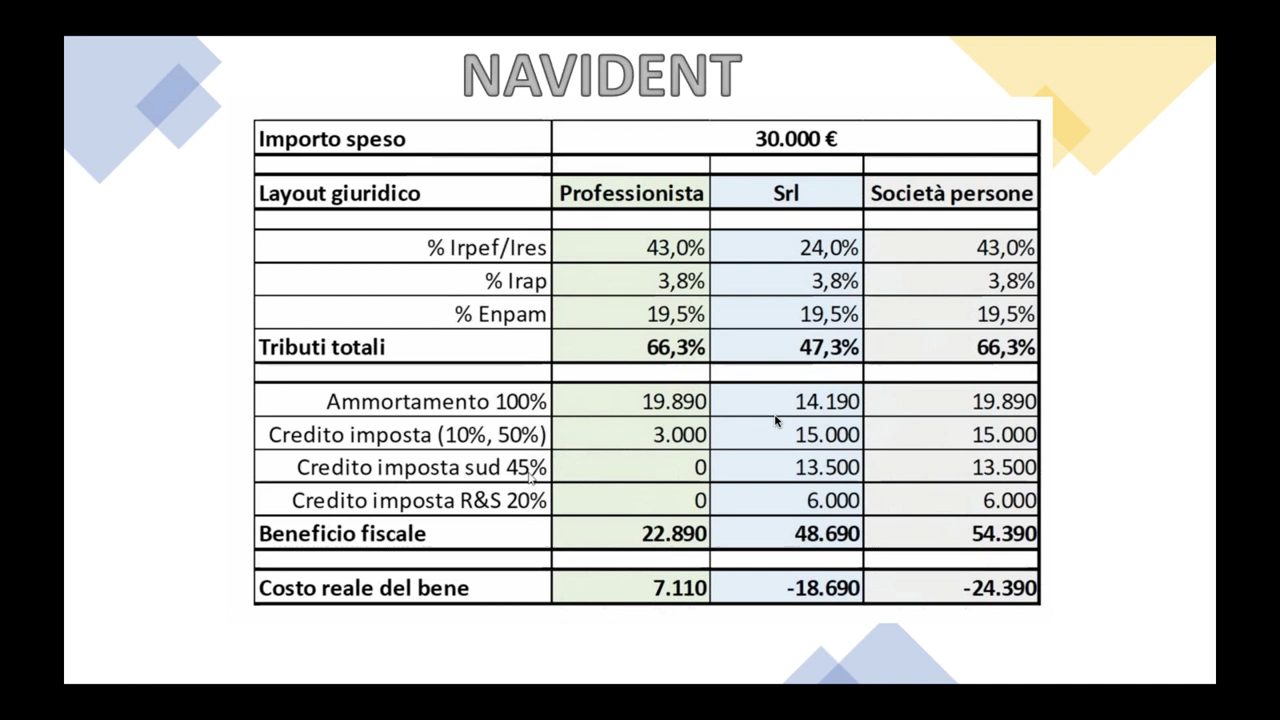 NAVIDENT
Importo speso 30.000 €
Layout giuridico Professionista Srl Società persone
% Irpef/Ires 43,0% 24,0% 43,0%
% Irap 3,8% 3,8% 3,8%
% Enpam 19,5% 19,5% 19,5%
Tributi totali 66,3% 47,3% 66,3%
Ammortamento 100% 19.890 14.190 19.890
Credito imposta (10%, 50%) 3.000 15.000 15.000
Credito imposta sud 45% 0 13.500 13.500
Credito imposta R&S 20% 0 6.000 6.000
Beneficio fiscale 22.890 48.690 54.390
Costo reale del bene 7.110 -18.690 -24.390